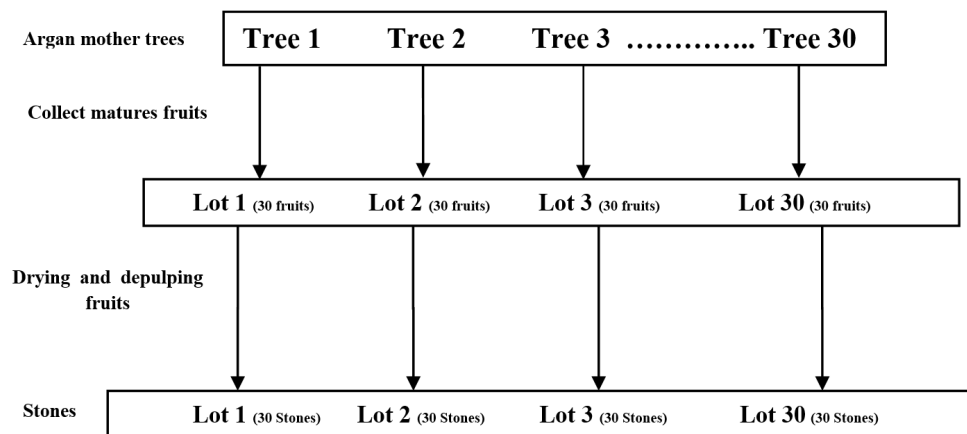 Argan mother trees Tree 1 Tree 2 Tree 3 ………….. Tree 30
Collect matures fruits
Lot 1 (30 fruits) Lot 2 (30 fruits) Lot 3 (30 fruits) Lot 30 (30 fruits)
Drying and depulping
fruits
Stones Lot 1 (30 Stones) Lot 2 (30 Stones) Lot 3 (30 Stones) Lot 30 (30 Stones)